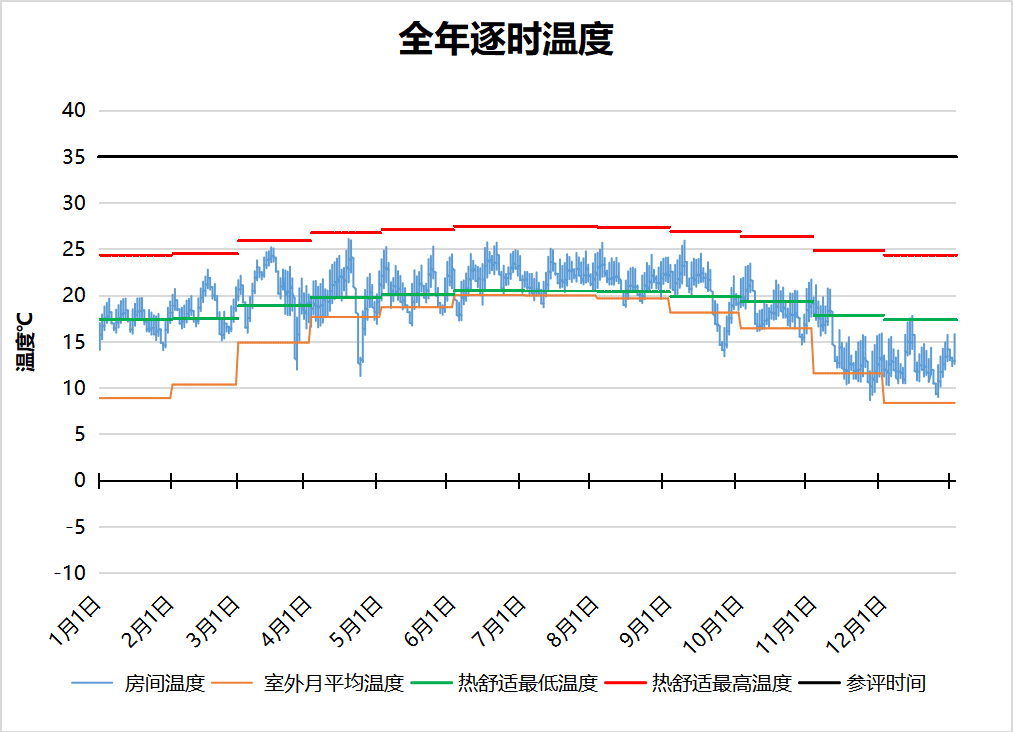 全年逐时温度
40
35
30
25
20
15
10
5
0
-5
-10
温度℃
1月1日
2月1日
3月1日
4月1日
5月1日
6月1日
7月1日
8月1日
9月1日
10月1日
11月1日
12月1日
房间温度 室外月平均温度 热舒适最低温度 热舒适最高温度 参评时间